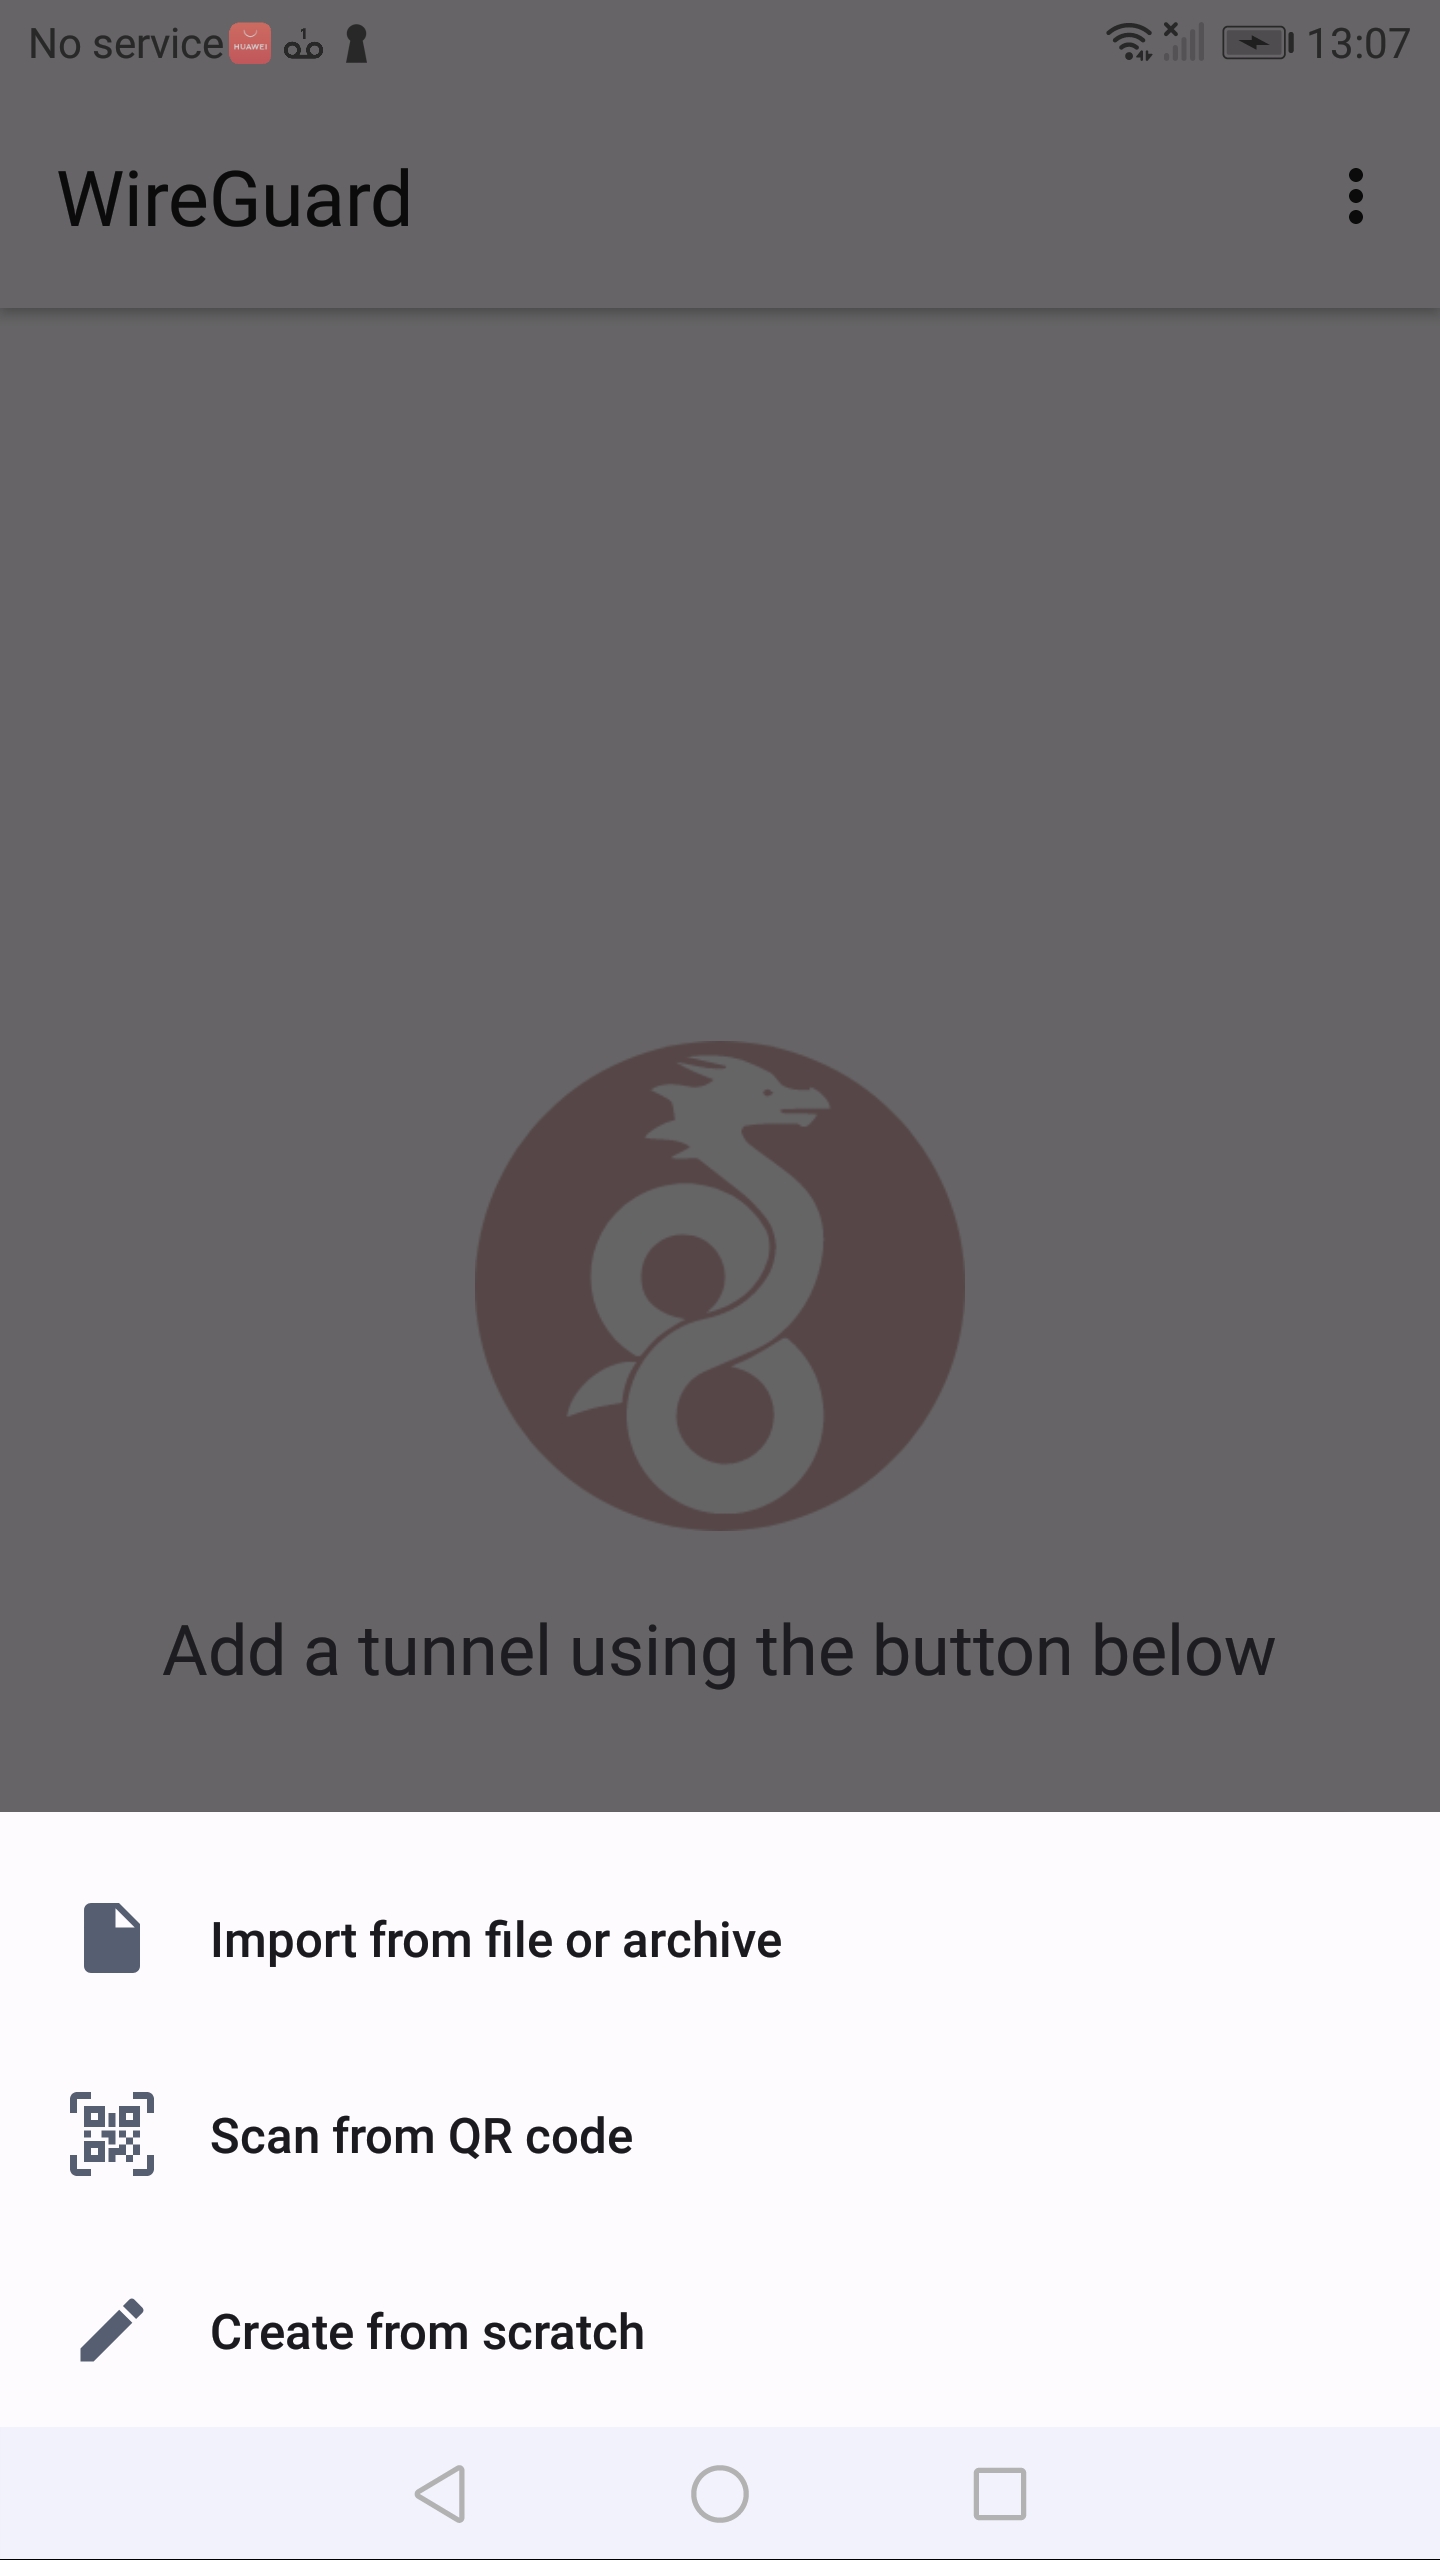 No service HUAWEI 1 13:07
WireGuard
Add a tunnel using the button below
Import from file or archive
Scan from QR code
Create from scratch